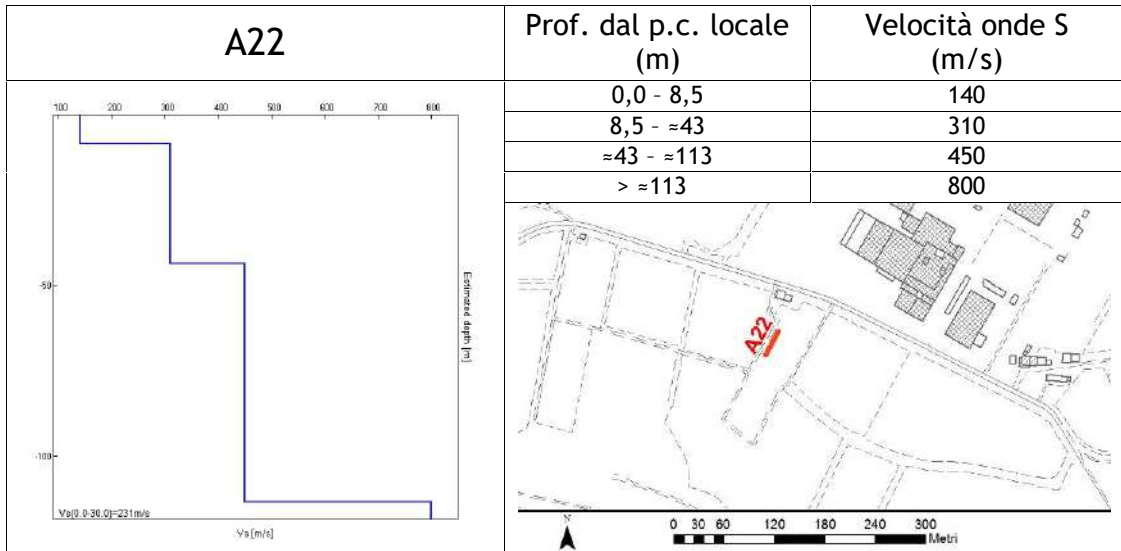 A22
Prof. dal p.c. locale
(m)
Velocità onde S
(m/s)
0,0 – 8,5 140
8,5 – ≈43 310
≈43 – ≈113 450
> ≈113 800
100 200 300 400 500 600 700 800
-50-
-100-
Estimated depth [m]
Vs(0.0-30.0)=231m/s
Vs [m/s]
A22
N
0 30 60 120 180 240 300
Metri